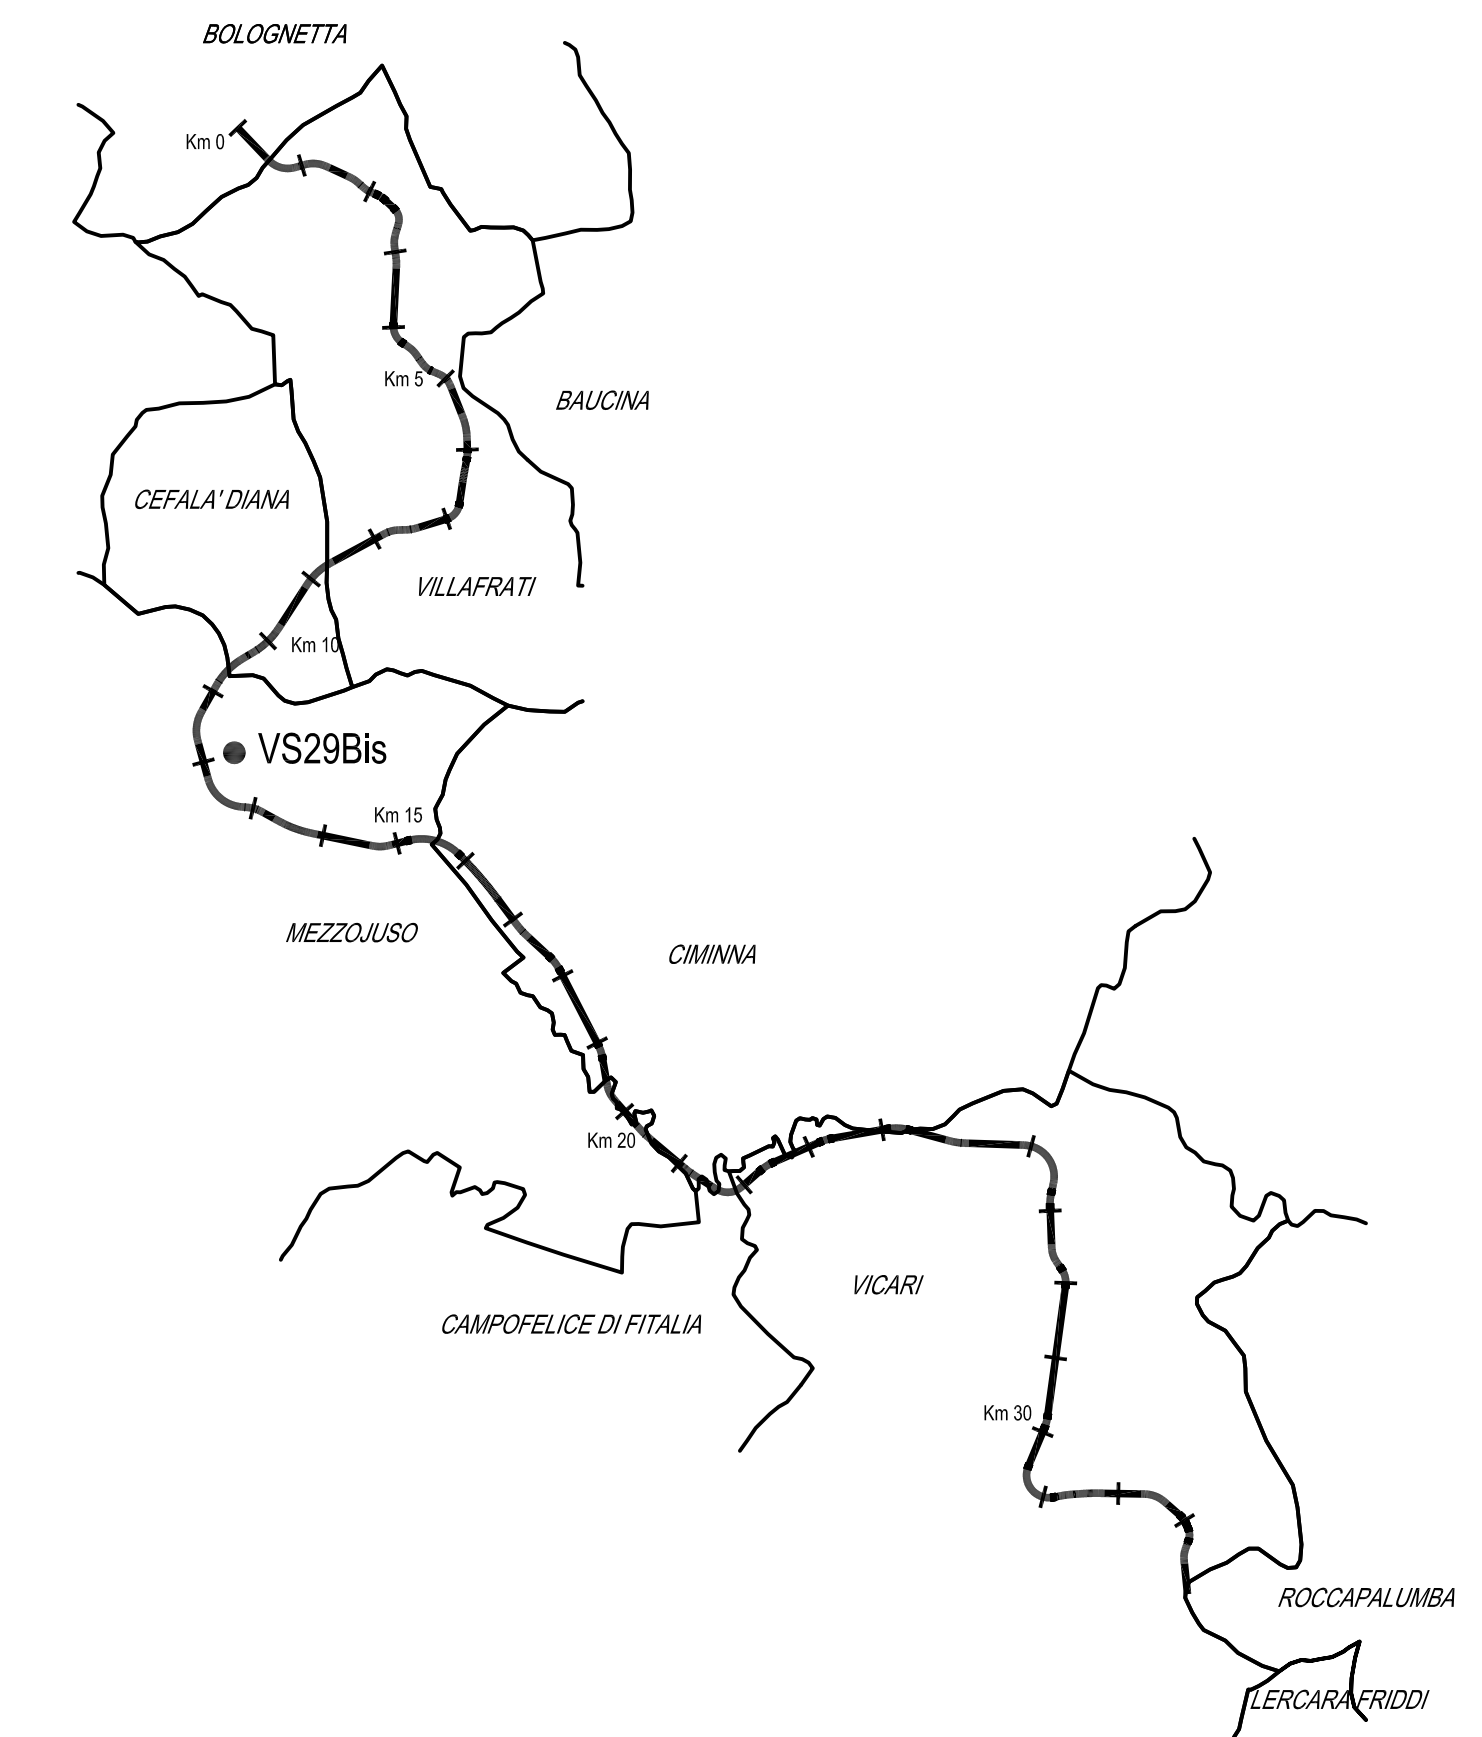 BOLOGNETTA
Km 0
Km 5
BAUCINA
CEFALA' DIANA
VILLAFRATI
Km 10
VS29Bis
Km 15
MEZZOJUSO
CIMINNA
Km 20
VICARI
CAMPOFELICE DI FITALIA
Km 30
ROCCAPALUMBA
LERCARA FRIDDI